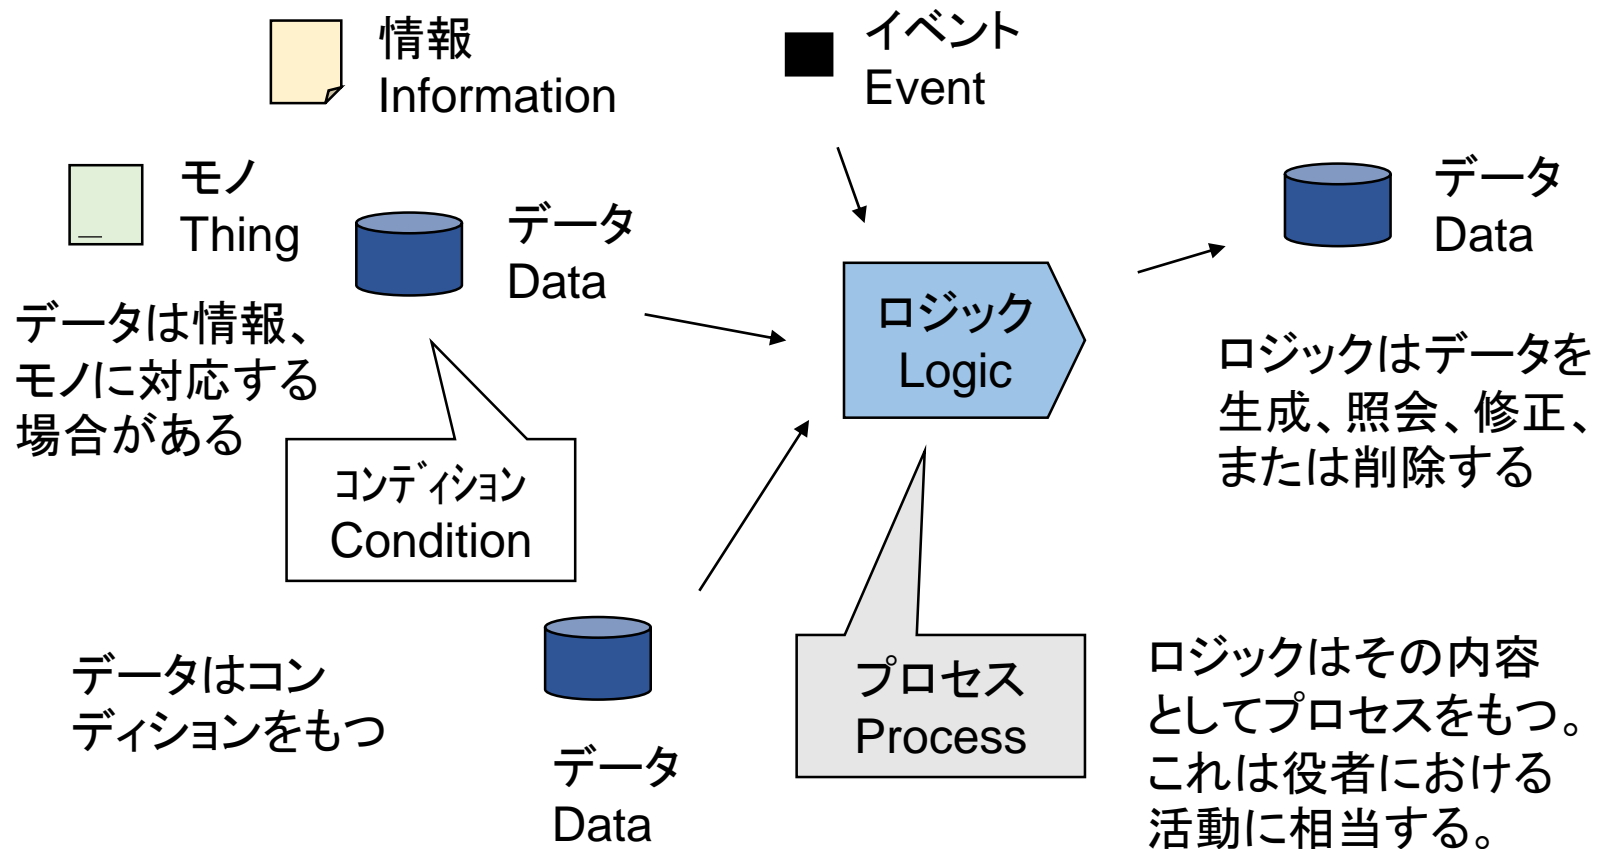 情報
Information
イベント
Event
モノ
Thing
データ
Data
データ
Data
データは情報、
モノに対応する
場合がある
ロジック
Logic
ロジックはデータを
生成、照会、修正、
または削除する
コンディション
Condition
データはコン
ディションをもつ
データ
Data
プロセス
Process
ロジックはその内容
としてプロセスをもつ。
これは役者における
活動に相当する。